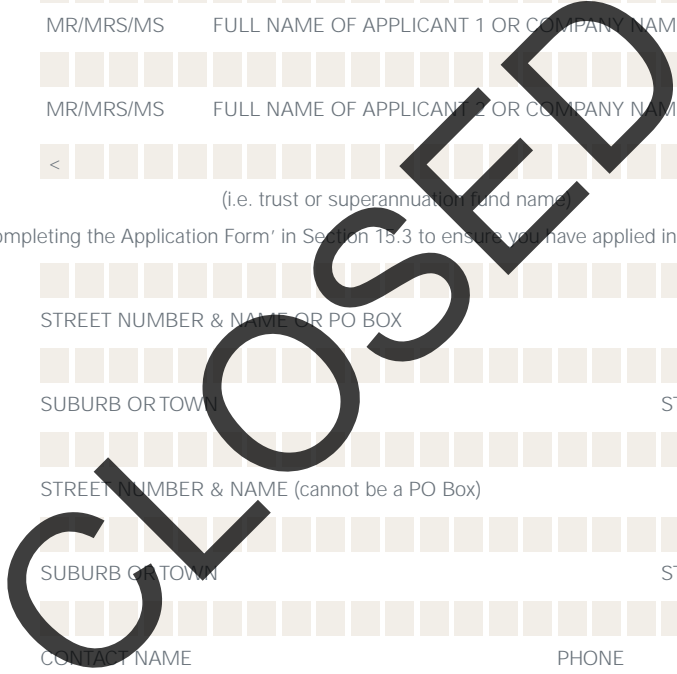 MR/MRS/MS FULL NAME OF APPLICANT 1 OR COMPANY NAM
MR/MRS/MS FULL NAME OF APPLICANT 2 OR COMPANY NAM
<
(i.e. trust or superannuation fund name)
ompleting the Application Form’ in Section 15.3 to ensure you have applied in
STREET NUMBER & NAME OR PO BOX
SUBURB OR TOWN ST
STREET NUMBER & NAME (cannot be a PO Box)
SUBURB OR TOWN ST
CONTACT NAME PHONE
CLOSED